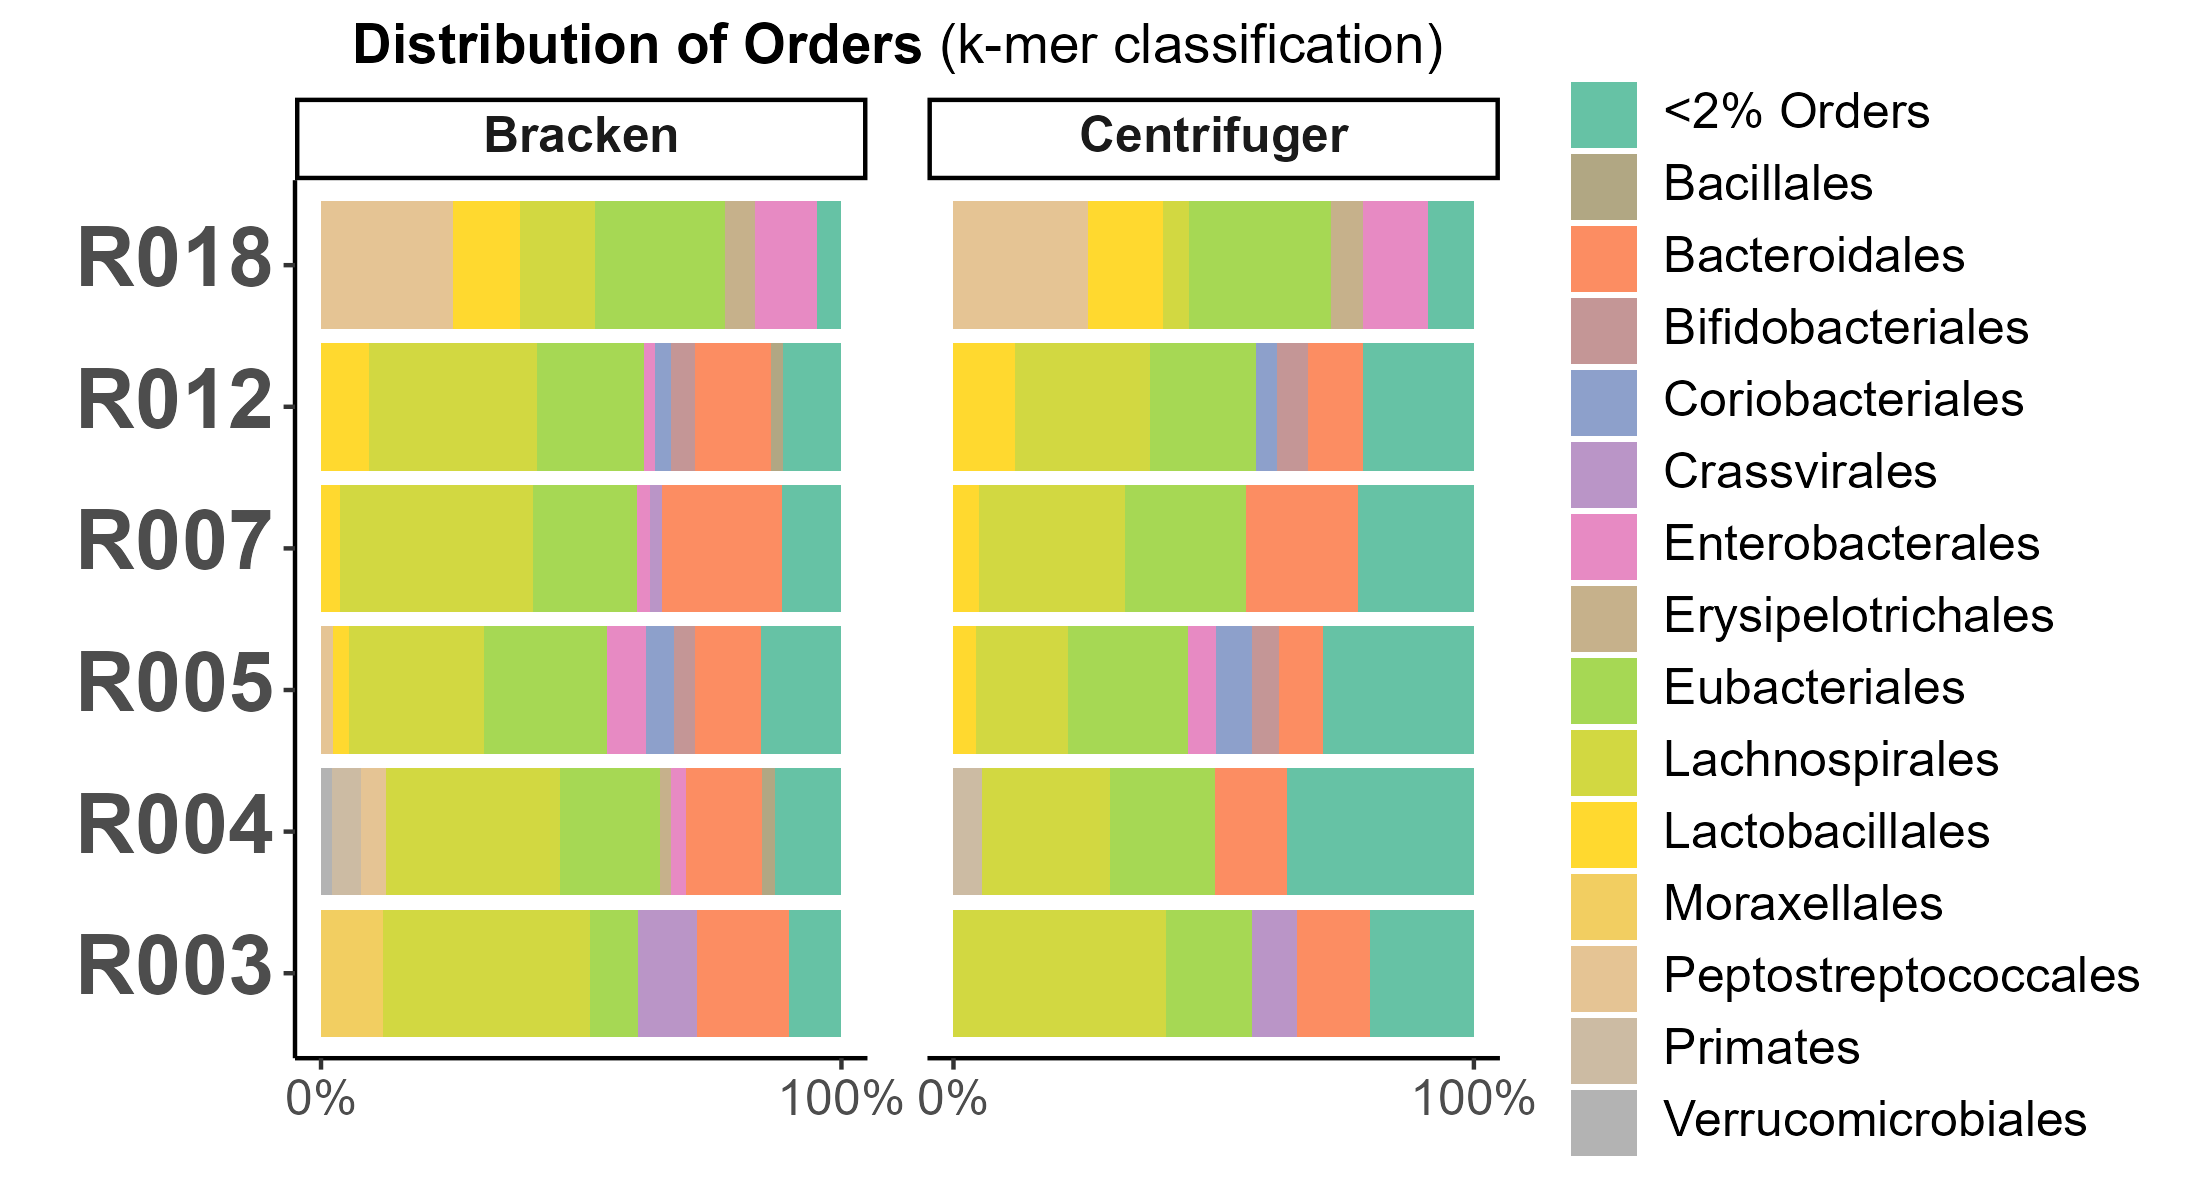 Distribution of Orders (k-mer classification)
Bracken
Centrifuger
R018
R012
R007
R005
R004
R003
0%
100%
0%
100%
<2% Orders
Bacillales
Bacteroidales
Bifidobacteriales
Coriobacteriales
Crassvirales
Enterobacterales
Erysipelotrichales
Eubacteriales
Lachnospirales
Lactobacillales
Moraxellales
Peptostreptococcales
Primates
Verrucomicrobiales